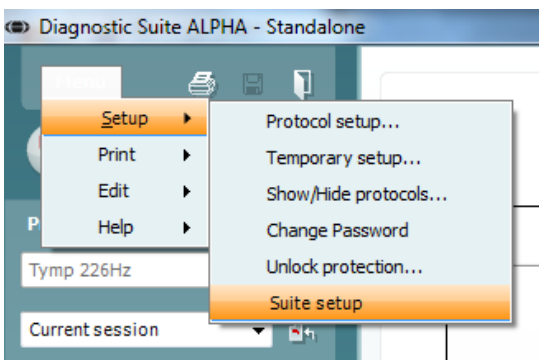 Diagnostic Suite ALPHA - Standalone
Menu
Setup
Print
Edit
Help
Protocol setup...
Temporary setup...
Show/Hide protocols...
Change Password
Unlock protection...
Suite setup
P
Tymp 226Hz
Current session